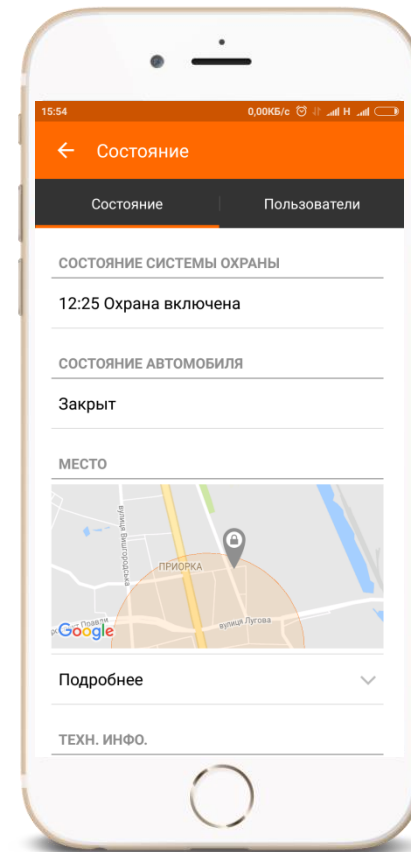 15:54 0,00КБ/с H
Состояние
Состояние Пользователи
СОСТОЯНИЕ СИСТЕМЫ ОХРАНЫ
12:25 Охрана включена
СОСТОЯНИЕ АВТОМОБИЛЯ
Закрыт
МЕСТО
вулиця Вишгородська
ПРИОРКА
вулиця Лугова
Google
Подробнее
ТЕХН. ИНФО.